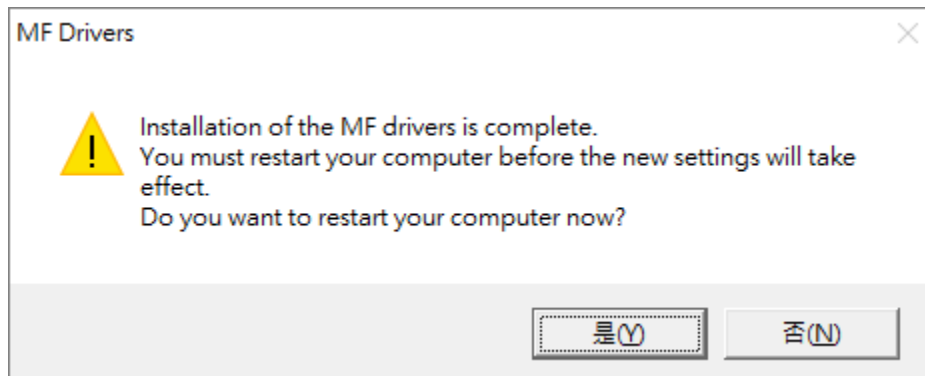 MF Drivers
Installation of the MF drivers is complete.
You must restart your computer before the new settings will take
effect.
Do you want to restart your computer now?
是(Y)
否(N)